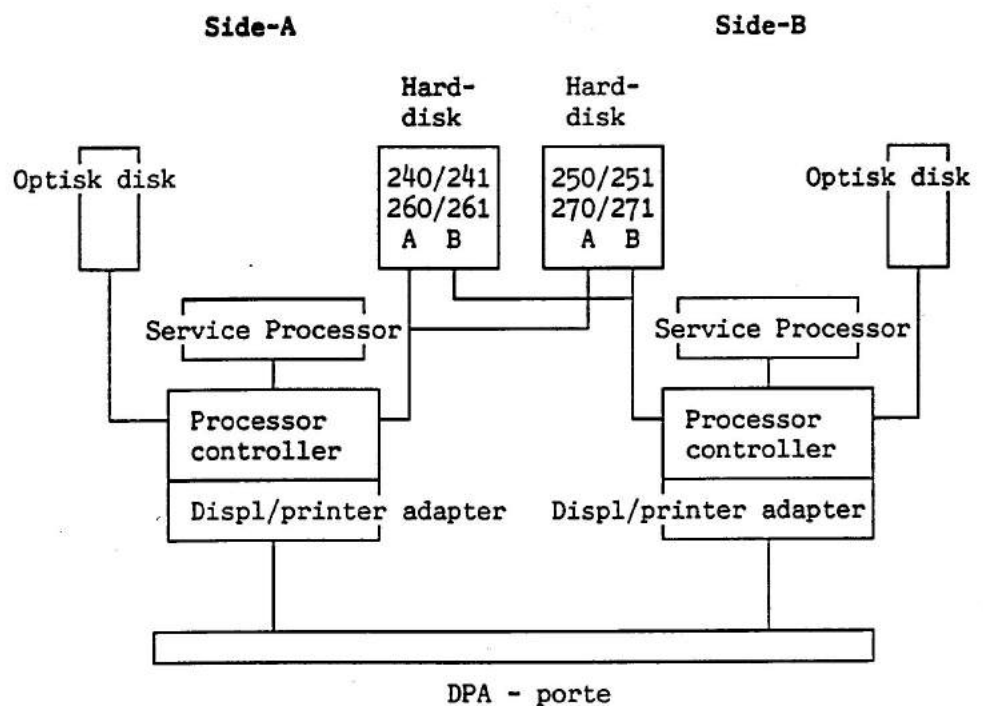 Side-A
Side-B
Hard-
disk
Hard-
disk
Optisk disk
240/241
260/261
A B
250/251
270/271
A B
Optisk disk
Service Processor
Service Processor
Processor
controller
Processor
controller
Displ/printer adapter
Displ/printer adapter
DPA - porte